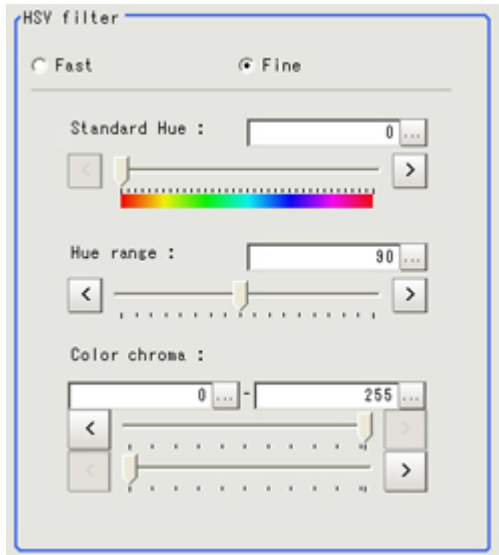 HSV filter
Fast Fine
Standard Hue : 0 ...
< >
Hue range : 90 ...
< >
Color chroma :
0 ... - 255 ...
< >
< >